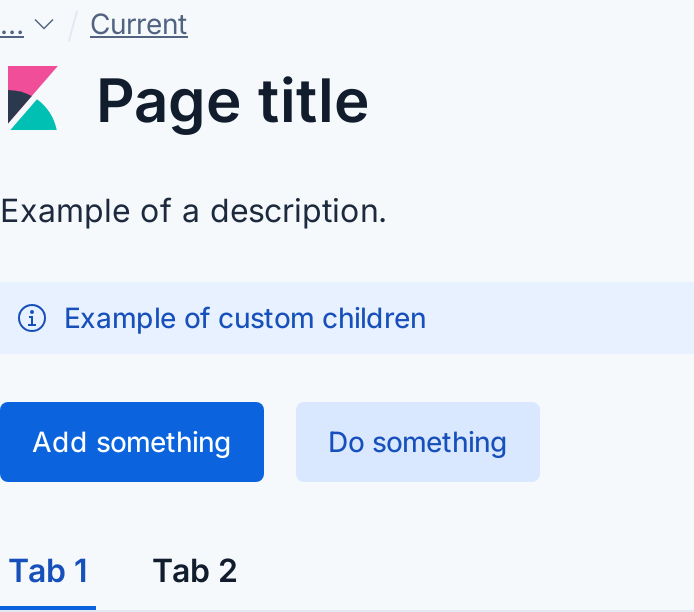 ... / Current
Page title
Example of a description.
Example of custom children
Add something Do something
Tab 1 Tab 2